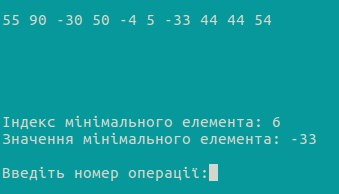 55 90 -30 50 -4 5 -33 44 44 54
Індекс мінімального елемента: 6
Значення мінімального елемента: -33
Введіть номер операції: